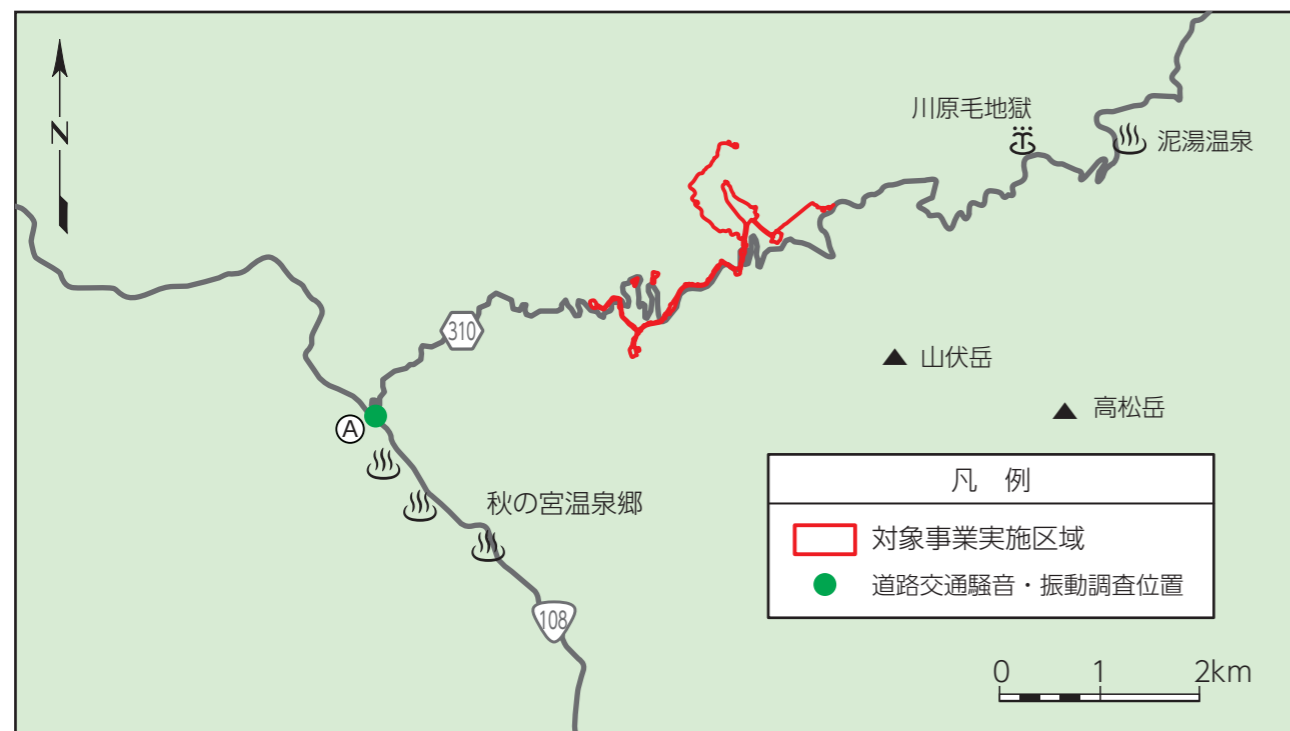 N
川原毛地獄
泥湯温泉
310
山伏岳
高松岳
A
秋の宮温泉郷
108
凡 例
対象事業実施区域
道路交通騒音・振動調査位置
0 1 2km